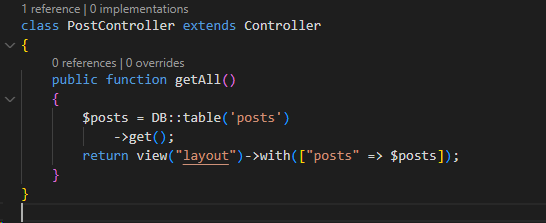 1 reference | 0 implementations
class PostController extends Controller
{
0 references | 0 overrides
public function getAll()
{
$posts = DB::table('posts')
->get();
return view("layout")->with(["posts" => $posts]);
}
}